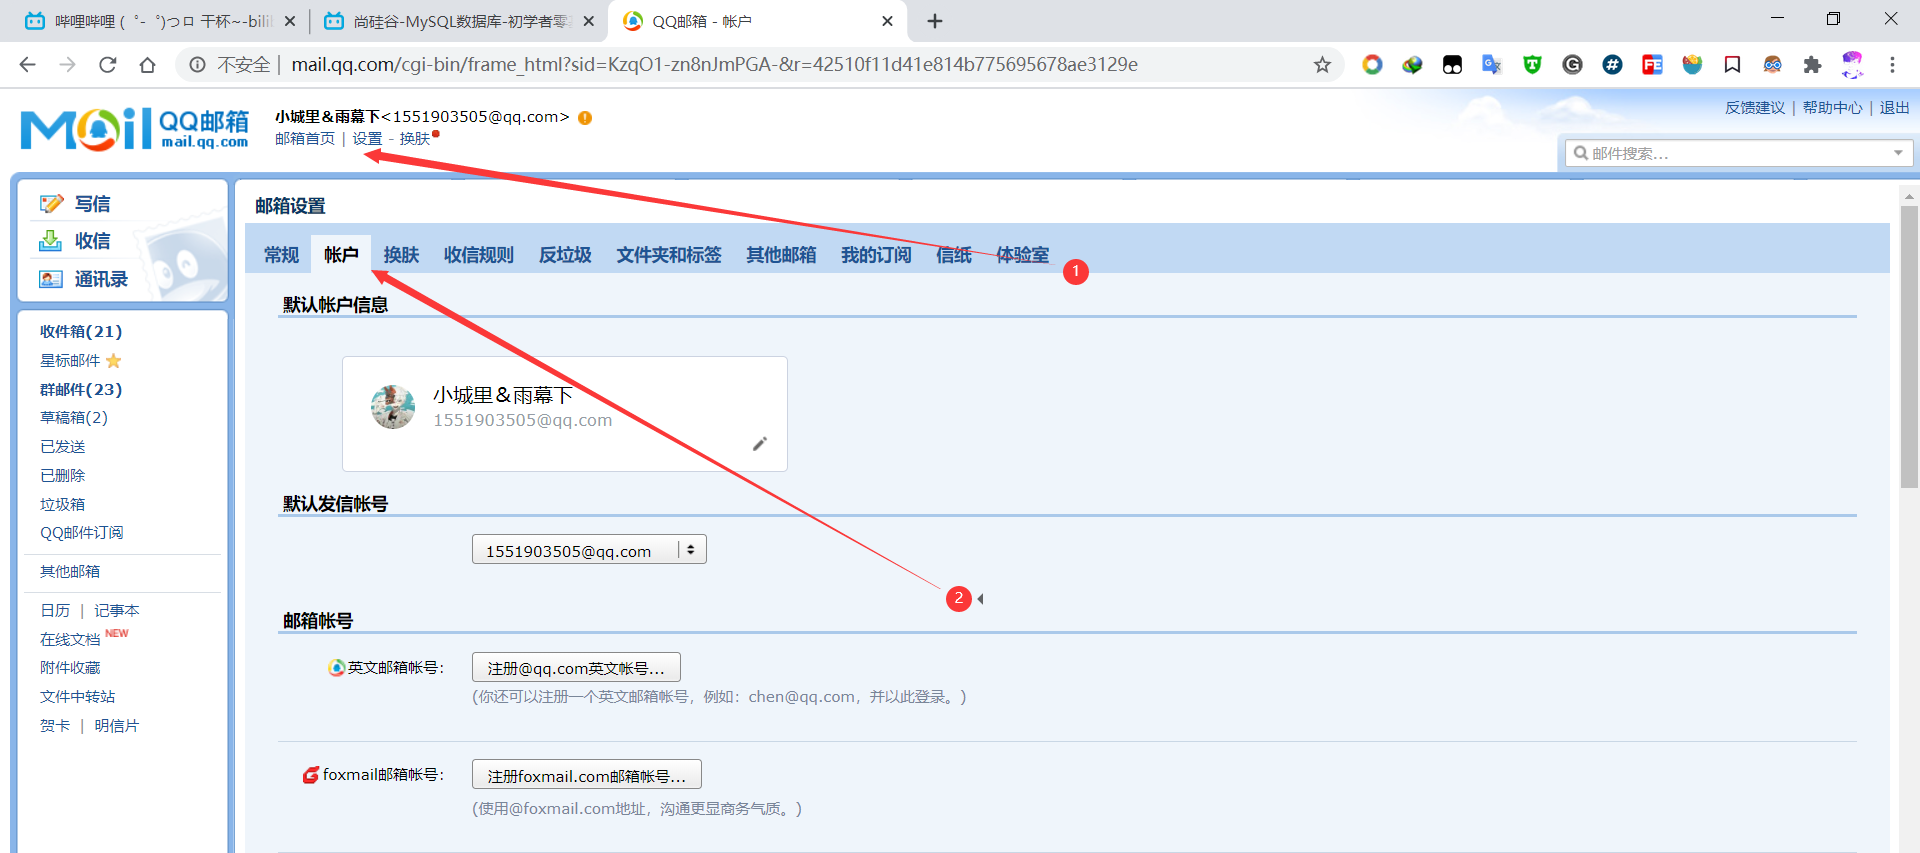 哔哩哔哩 ( ゜- ゜)つロ 干杯~-bili
尚硅谷-MySQL数据库-初学者零
QQ邮箱 - 帐户
不安全 | mail.qq.com/cgi-bin/frame_html?sid=KzqO1-zn8nJmPGA-&r=42510f11d41e814b775695678ae3129e
Mail QQ邮箱
mail.qq.com
小城里&雨幕下<1551903505@qq.com>
邮箱首页 | 设置 - 换肤
反馈建议 | 帮助中心 | 退出
邮件搜索...
写信
收信
通讯录
收件箱(21)
星标邮件
群邮件(23)
草稿箱(2)
已发送
已删除
垃圾箱
QQ邮件订阅
其他邮箱
日历 | 记事本
在线文档 NEW
附件收藏
文件中转站
贺卡 | 明信片
邮箱设置
常规 帐户 换肤 收信规则 反垃圾 文件夹和标签 其他邮箱 我的订阅 信纸 体验室
1
默认帐户信息
小城里&雨幕下
1551903505@qq.com
默认发信帐号
1551903505@qq.com
2
邮箱帐号
英文邮箱帐号： 注册@qq.com英文帐号...
(你还可以注册一个英文邮箱帐号，例如：chen@qq.com，并以此登录。)
foxmail邮箱帐号： 注册foxmail.com邮箱帐号...
(使用@foxmail.com地址，沟通更显商务气质。)